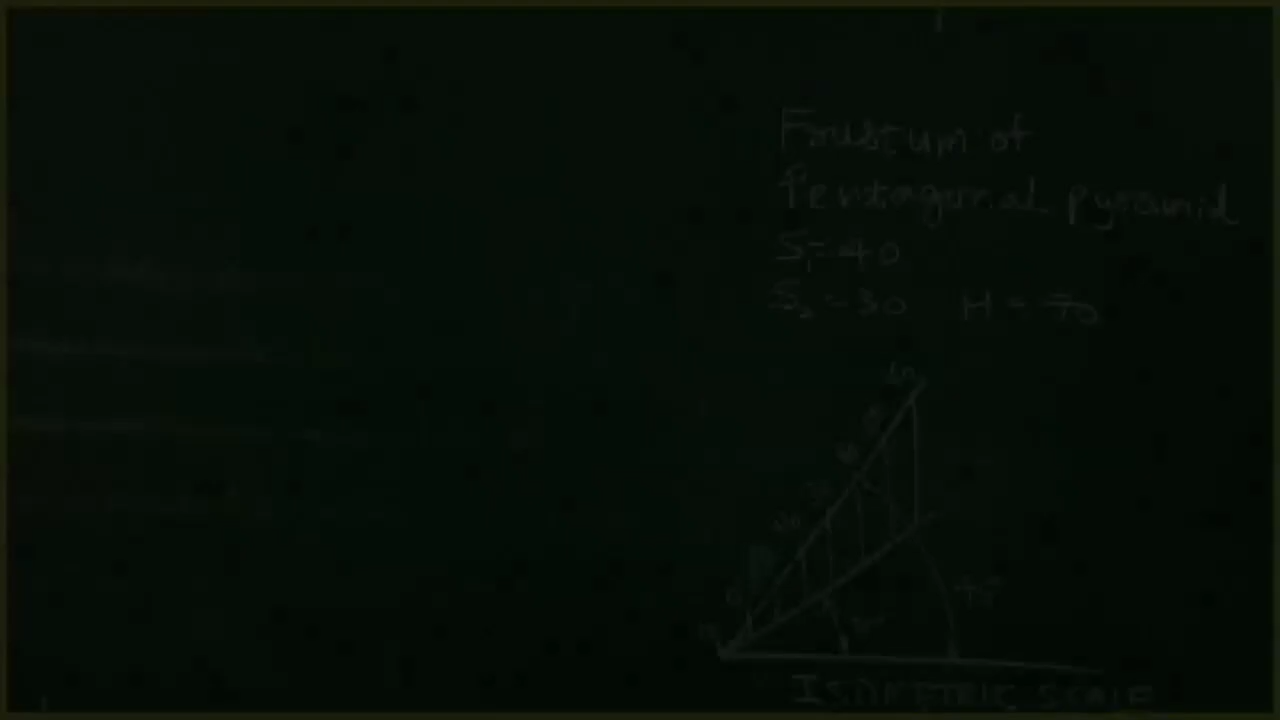 Frustum of
Pentagonal pyramid
S₁=40
S₂=30 H=70
ISOMETRIC SCALE